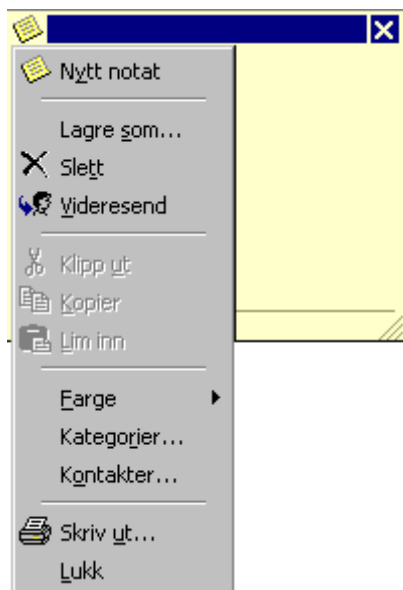 Nytt notat
Lagre som...
Slett
Videresend
Klipp ut
Kopier
Lim inn
Farge
Kategorier...
Kontakter...
Skriv ut...
Lukk